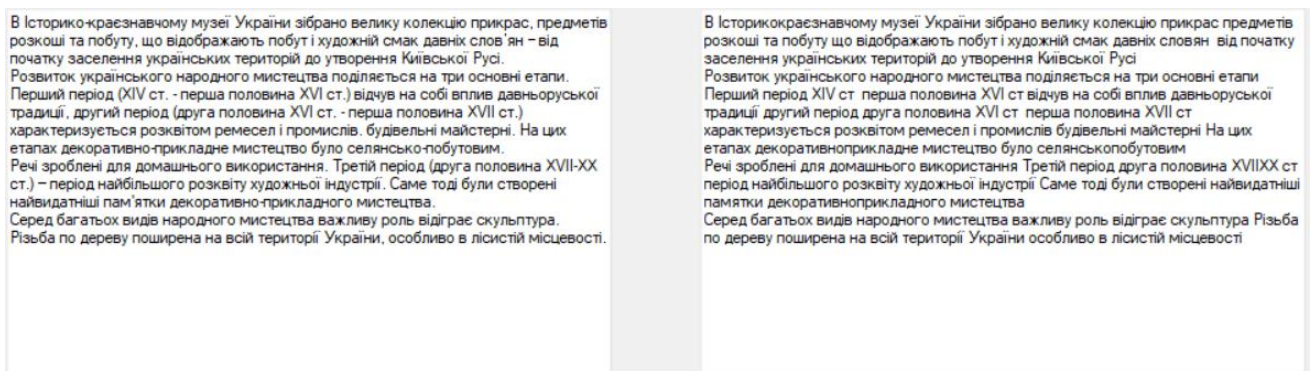 В Історико-краєзнавчому музеї України зібрано велику колекцію прикрас, предметів
розкоші та побуту, що відображають побут і художній смак давніх слов'ян – від
початку заселення українських територій до утворення Київської Русі.
Розвиток українського народного мистецтва поділяється на три основні етапи.
Перший період (XIV ст. - перша половина XVI ст.) відчув на собі вплив давньоруської
традиції, другий період (друга половина XVI ст. - перша половина XVII ст.)
характеризується розквітом ремесел і промислів. будівельні майстерні. На цих
етапах декоративно-прикладне мистецтво було селянсько-побутовим.
Речі зроблені для домашнього використання. Третій період (друга половина XVII-XX
ст.) – період найбільшого розквіту художньої індустрії. Саме тоді були створені
найвидатніші пам'ятки декоративно-прикладного мистецтва.
Серед багатьох видів народного мистецтва важливу роль відіграє скульптура.
Різьба по дереву поширена на всій території України, особливо в лісистій місцевості.
В Історикокраєзнавчому музеї України зібрано велику колекцію прикрас предметів
розкоші та побуту що відображають побут і художній смак давніх словян  від початку
заселення українських територій до утворення Київської Русі
Розвиток українського народного мистецтва поділяється на три основні етапи
Перший період XIV ст  перша половина XVI ст відчув на собі вплив давньоруської
традиції другий період друга половина XVI ст  перша половина XVII ст
характеризується розквітом ремесел і промислів будівельні майстерні На цих
етапах декоративноприкладне мистецтво було селянськопобутовим
Речі зроблені для домашнього використання Третій період друга половина XVIIXX ст
період найбільшого розквіту художньої індустрії Саме тоді були створені найвидатніші
памятки декоративноприкладного мистецтва
Серед багатьох видів народного мистецтва важливу роль відіграє скульптура Різьба
по дереву поширена на всій території України особливо в лісистій місцевості